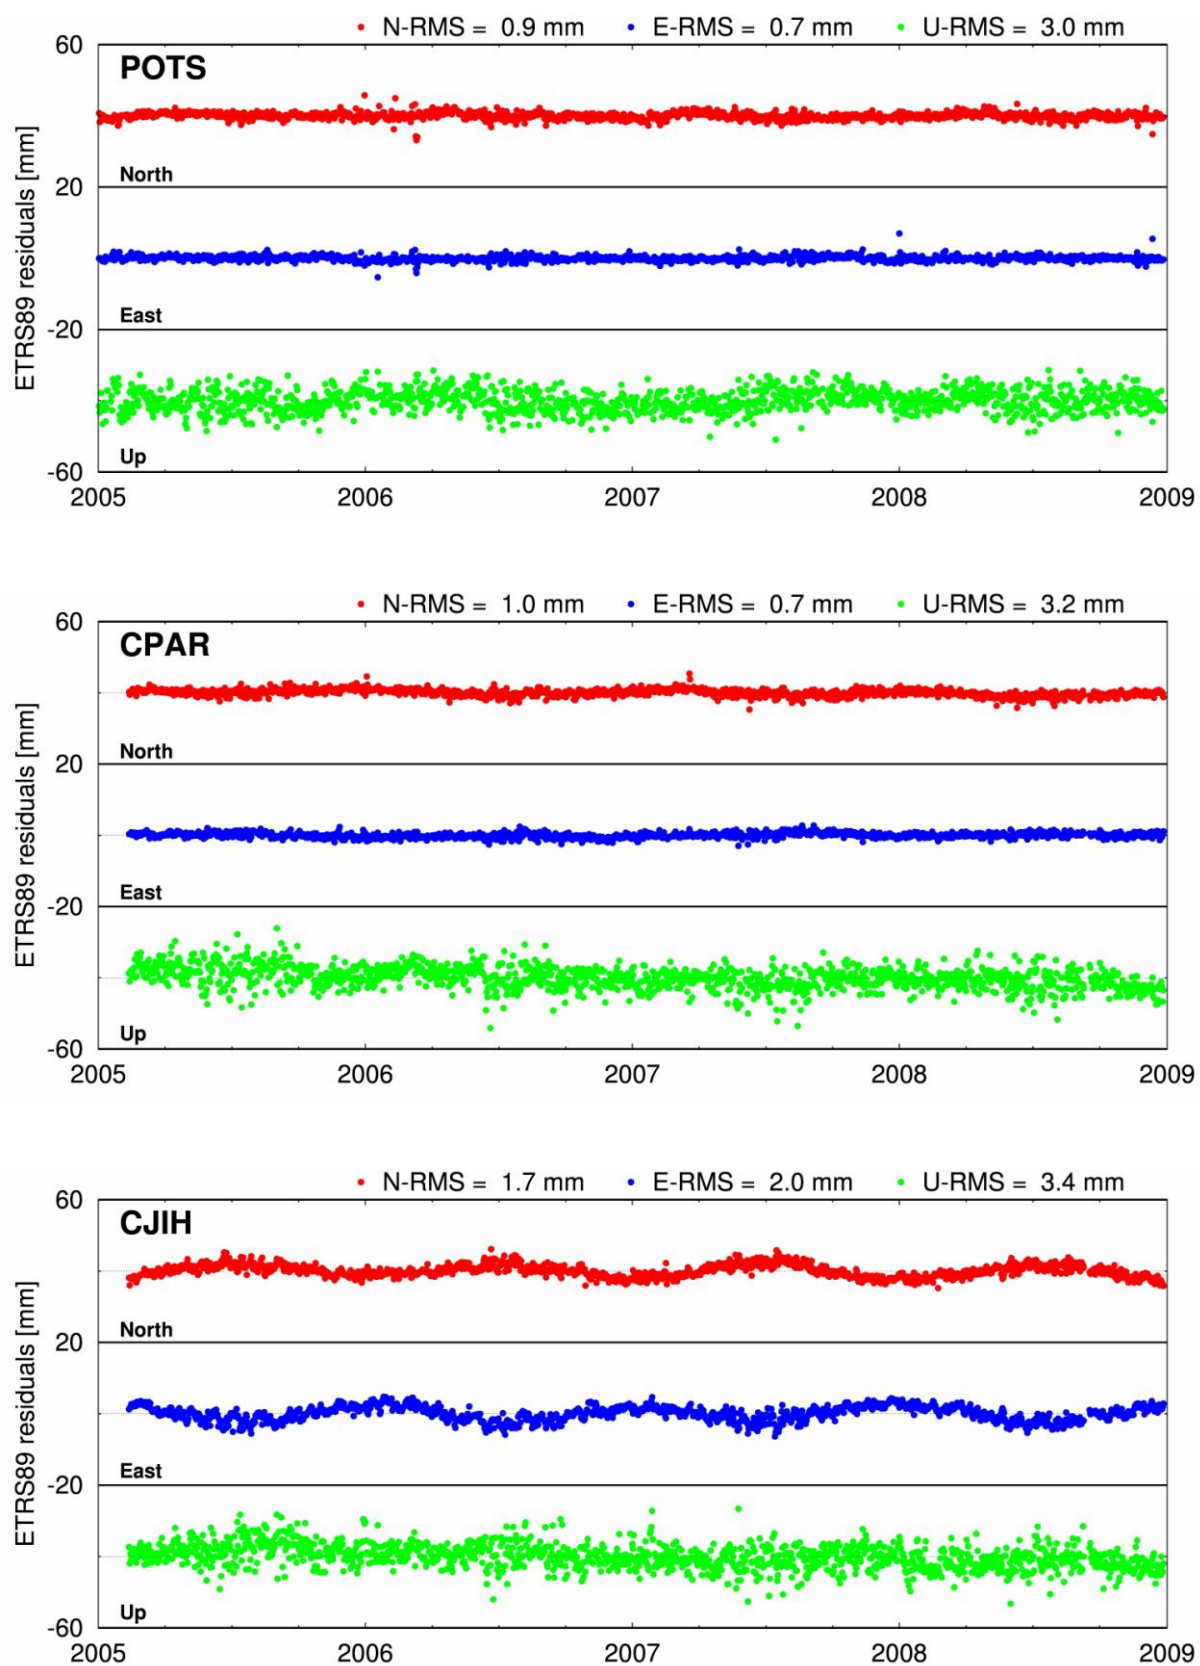 N-RMS = 0.9 mm E-RMS = 0.7 mm U-RMS = 3.0 mm
60
POTS
North
20
East
-20
Up
-60
ETRS89 residuals [mm]
2005 2006 2007 2008 2009
N-RMS = 1.0 mm E-RMS = 0.7 mm U-RMS = 3.2 mm
60
CPAR
North
20
East
-20
Up
-60
ETRS89 residuals [mm]
2005 2006 2007 2008 2009
N-RMS = 1.7 mm E-RMS = 2.0 mm U-RMS = 3.4 mm
60
CJIH
North
20
East
-20
Up
-60
ETRS89 residuals [mm]
2005 2006 2007 2008 2009